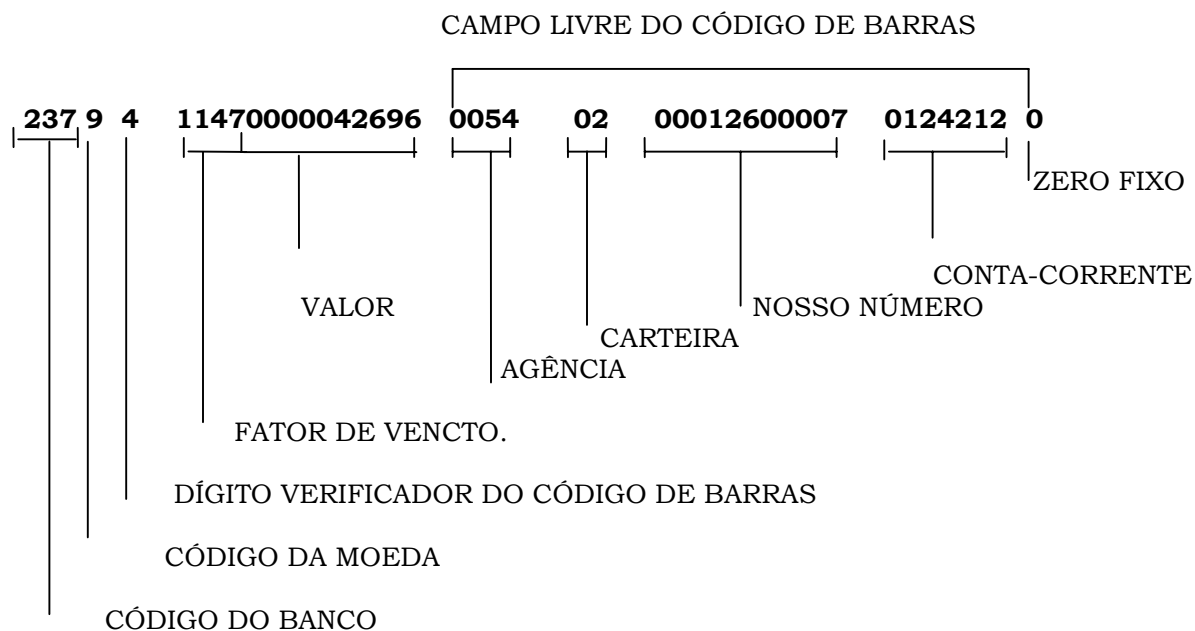 CAMPO LIVRE DO CÓDIGO DE BARRAS
237 9 4 11470000042696 0054 02 00012600007 0124212 0
ZERO FIXO
CONTA-CORRENTE
VALOR NOSSO NÚMERO
CARTEIRA
AGÊNCIA
FATOR DE VENCTO.
DÍGITO VERIFICADOR DO CÓDIGO DE BARRAS
CÓDIGO DA MOEDA
CÓDIGO DO BANCO